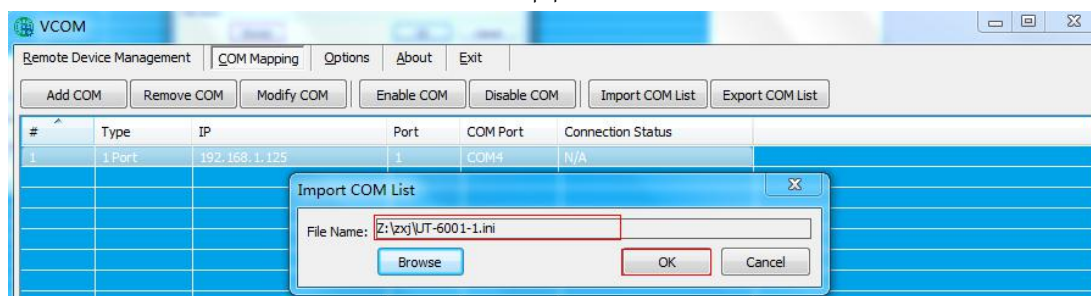 VCOM
Remote Device Management COM Mapping Options About Exit
Add COM Remove COM Modify COM Enable COM Disable COM Import COM List Export COM List
# Type IP Port COM Port Connection Status
1 1 Port 192.168.1.125 1 COM4 N/A
Import COM List
File Name: Z:\zxj\UT-6001-1.ini
Browse OK Cancel